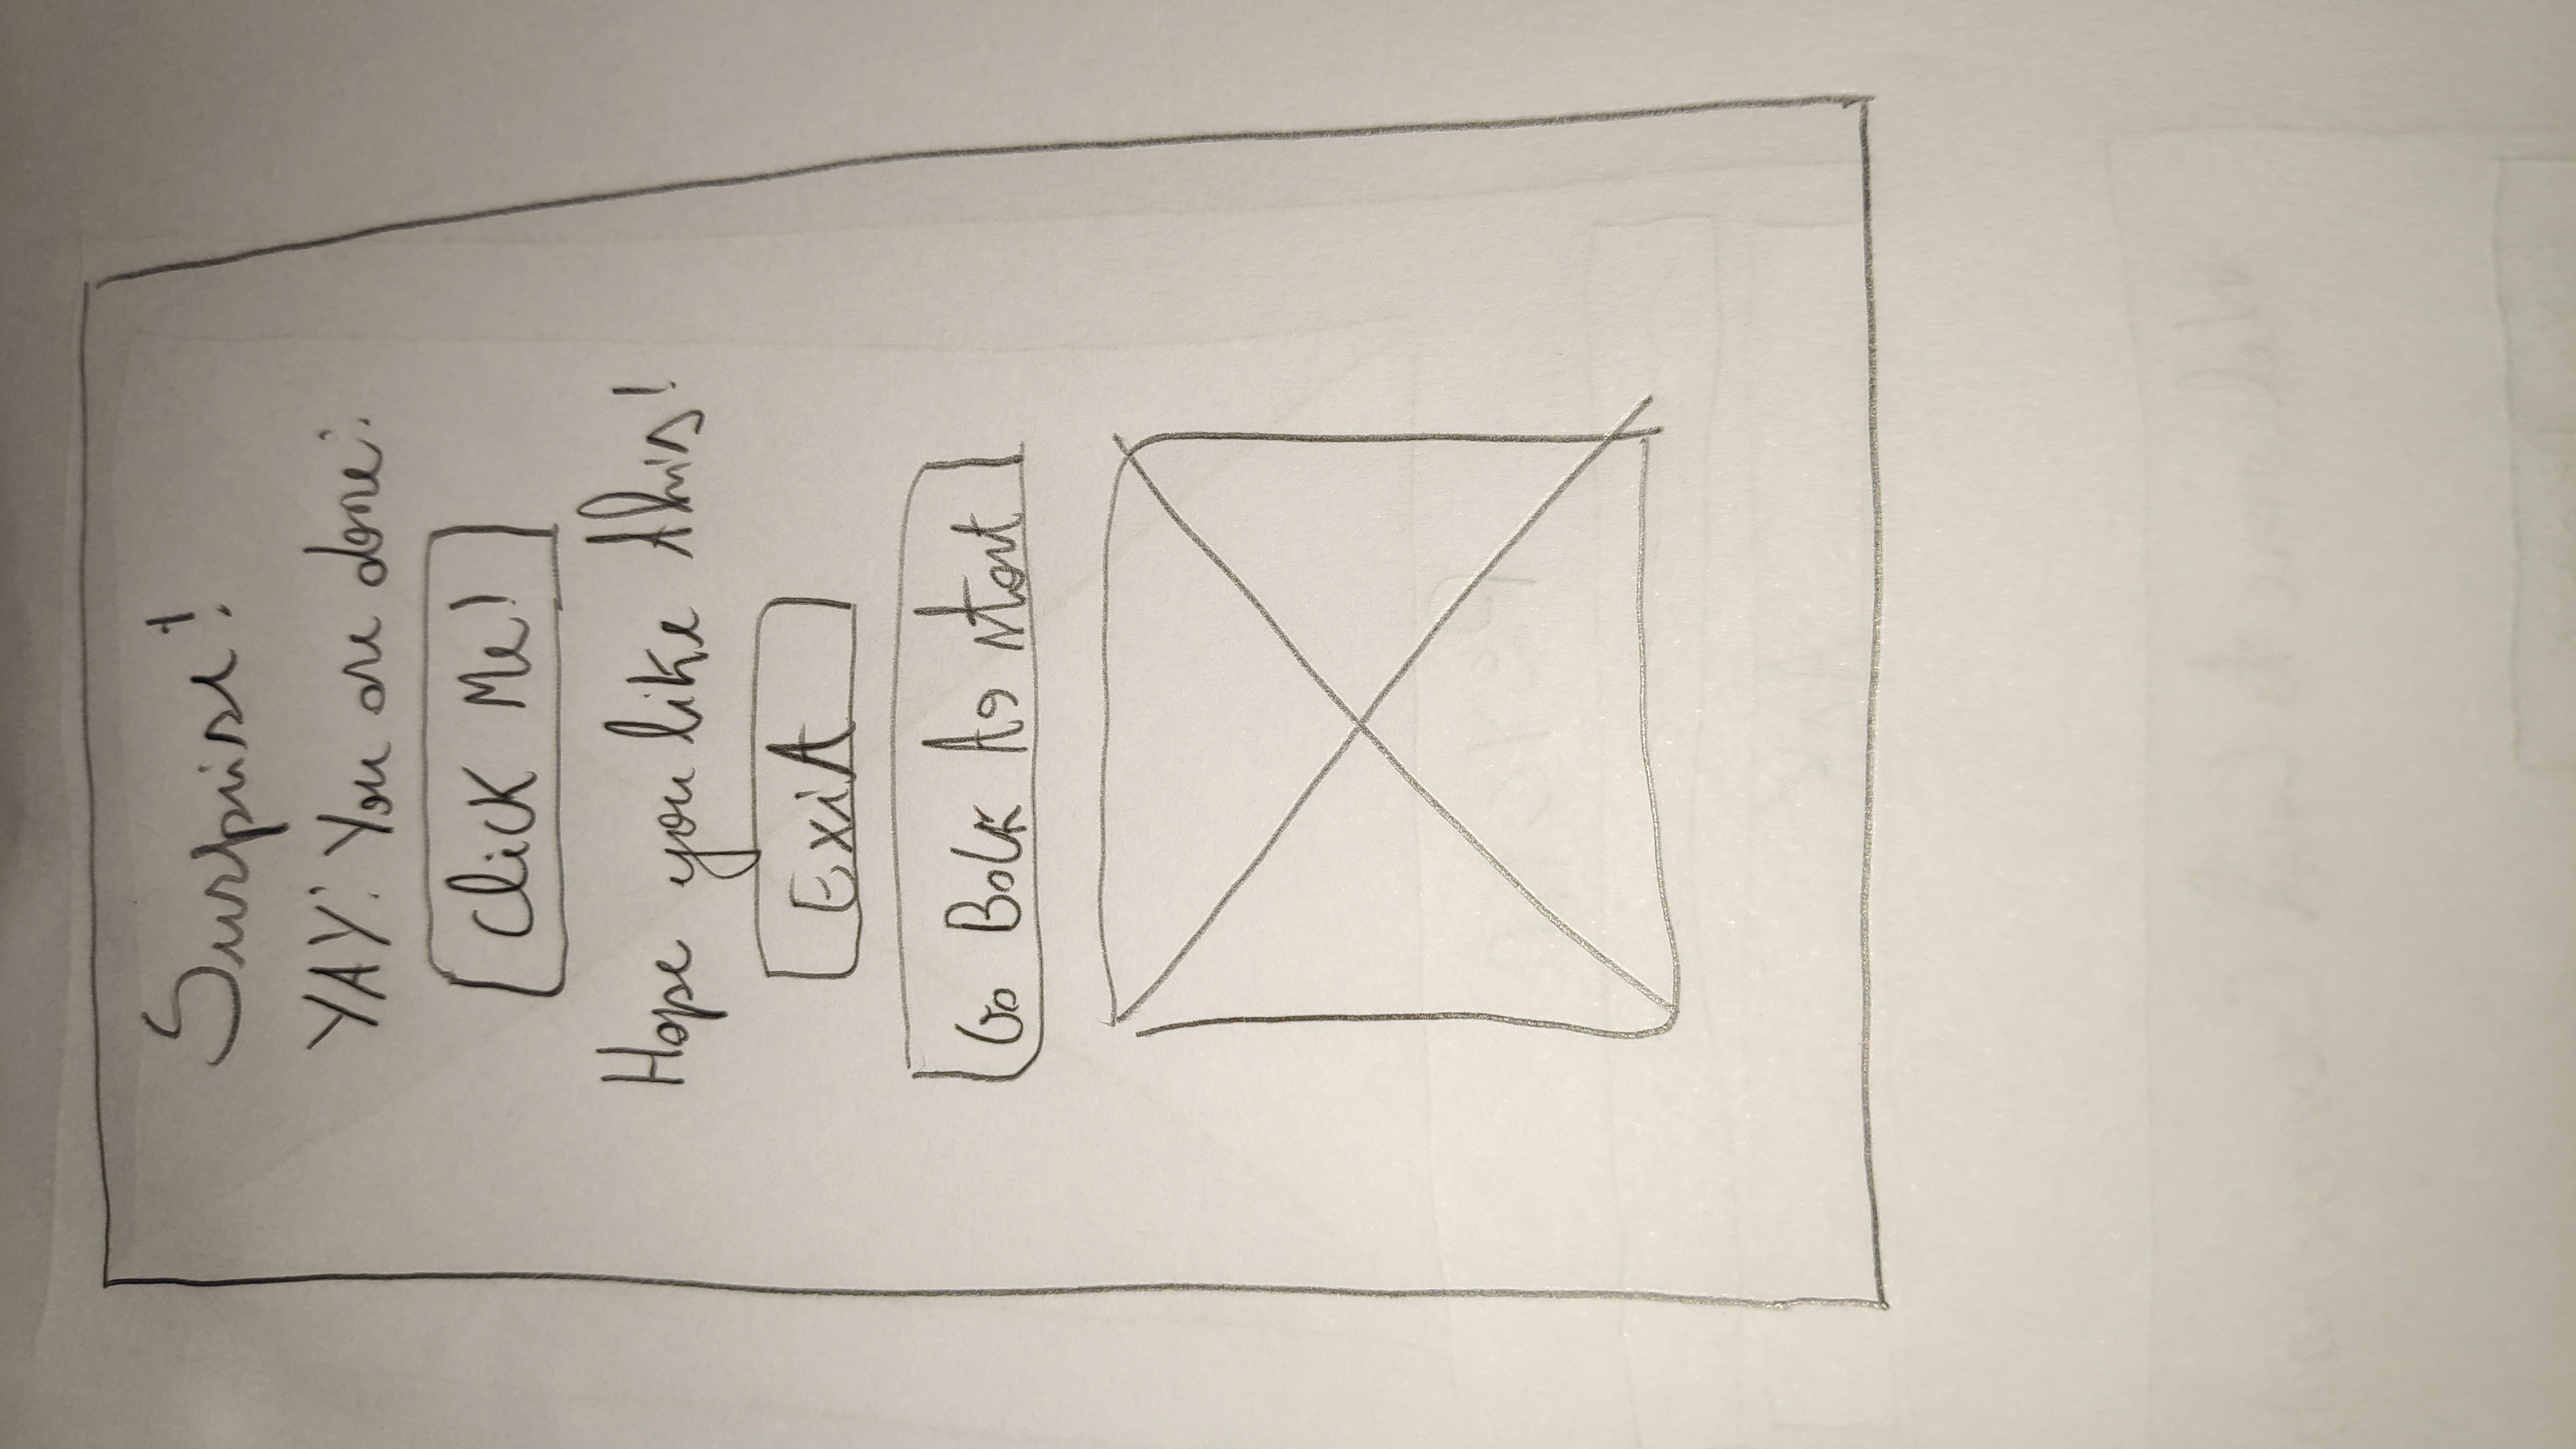 Surprise!
YAY! You are done!
Click Me!
Hope you like this!
Exit
Go Back to start